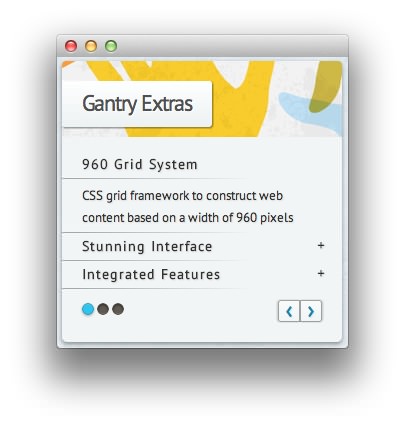 Gantry Extras
960 Grid System
CSS grid framework to construct web
content based on a width of 960 pixels
Stunning Interface +
Integrated Features +